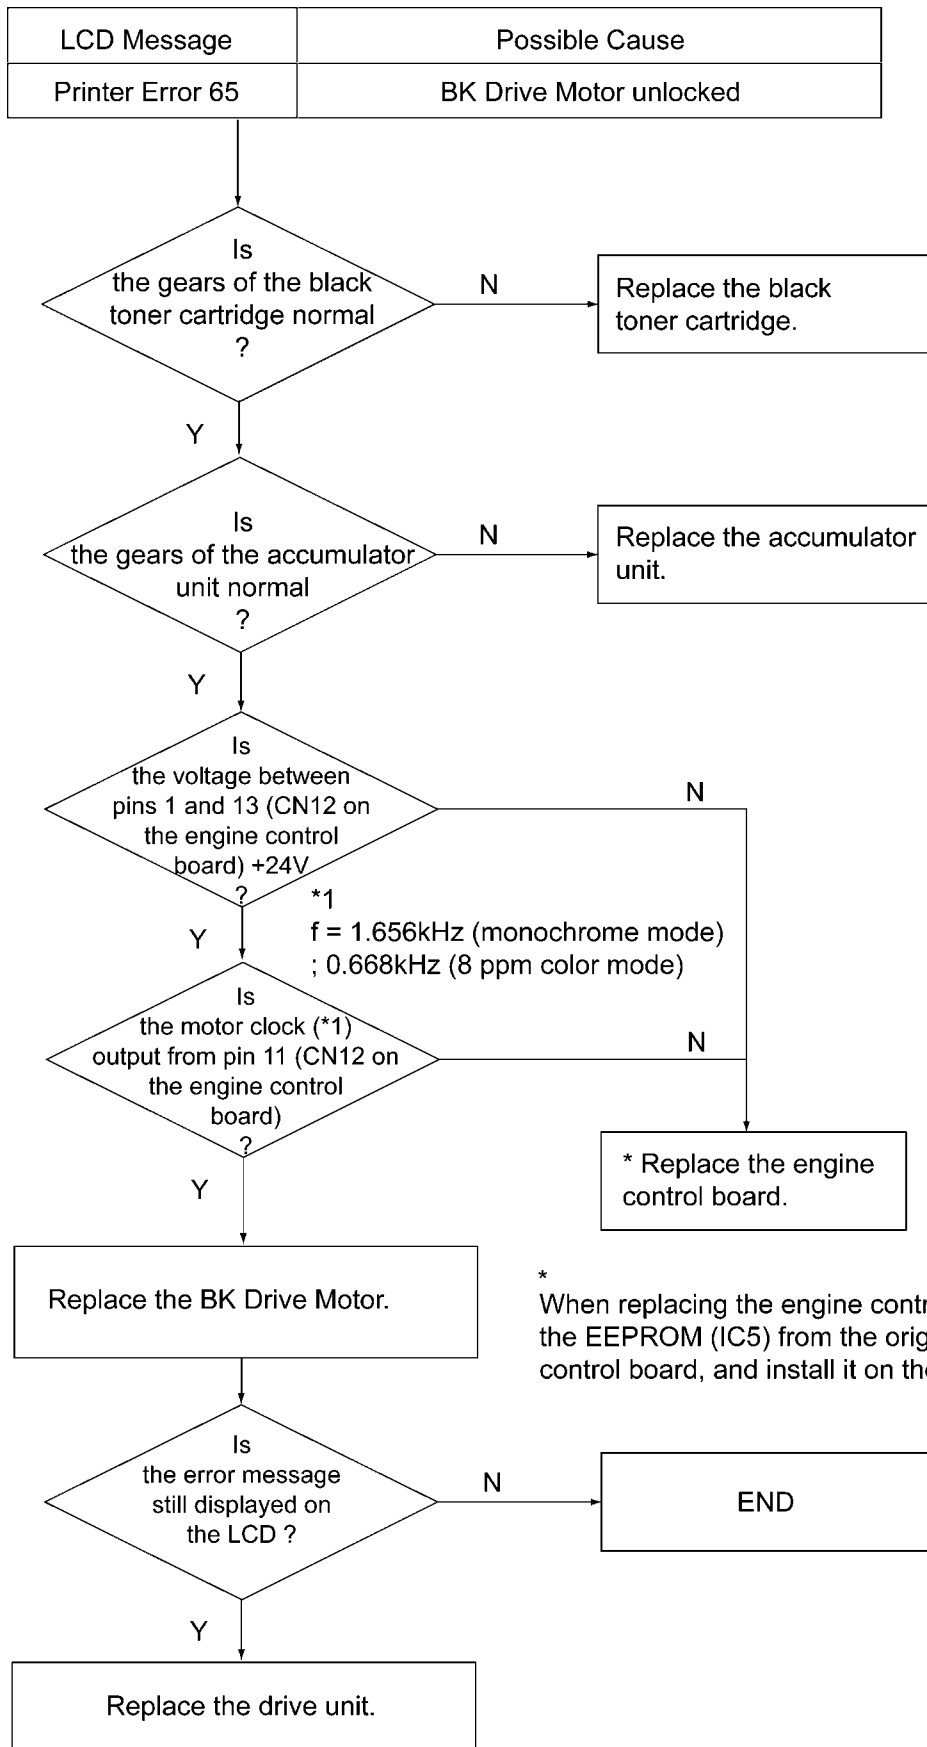 LCD Message
Possible Cause
Printer Error 65
BK Drive Motor unlocked
Is
the gears of the black
toner cartridge normal
?
N
Replace the black
toner cartridge.
Y
Is
the gears of the accumulator
unit normal
?
N
Replace the accumulator
unit.
Y
Is
the voltage between
pins 1 and 13 (CN12 on
the engine control
board) +24V
?
N
*1
f = 1.656kHz (monochrome mode)
; 0.668kHz (8 ppm color mode)
Y
Is
the motor clock (*1)
output from pin 11 (CN12 on
the engine control
board)
?
N
* Replace the engine
control board.
Y
Replace the BK Drive Motor.
*
When replacing the engine
the EEPROM (IC5) from the
control board, and install it on
Is
the error message
still displayed on
the LCD ?
N
END
Y
Replace the drive unit.